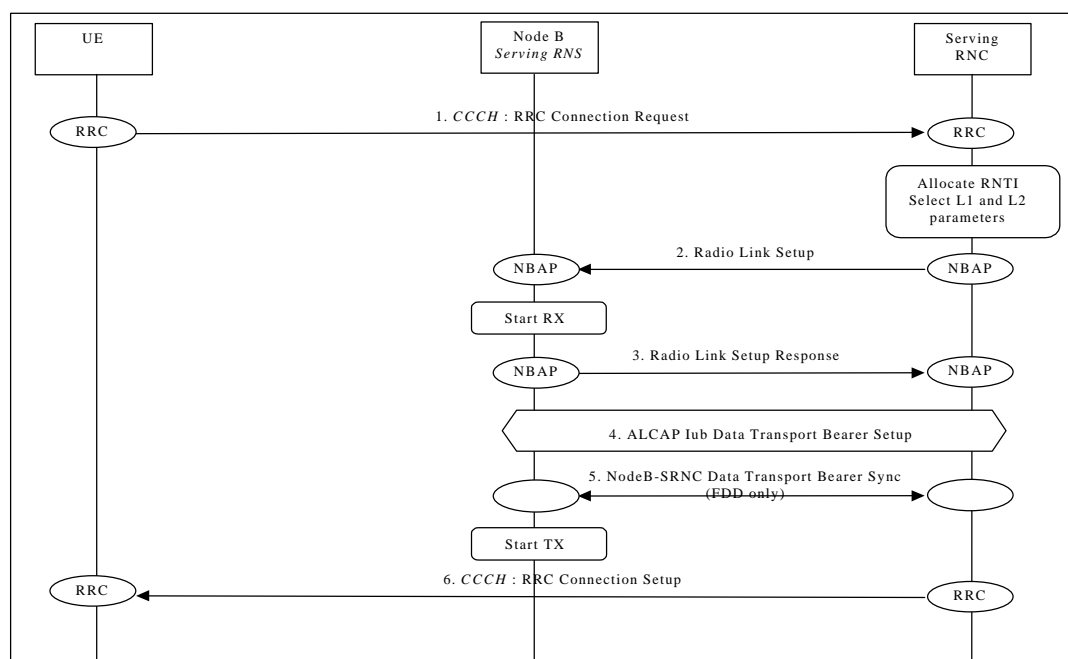 UE
Node B
Serving RNS
Serving
RNC
1. CCCH : RRC Connection Request
RRC
RRC
Allocate RNTI
Select L1 and L2
parameters
2. Radio Link Setup
NBAP
NBAP
Start RX
3. Radio Link Setup Response
NBAP
NBAP
4. ALCAP Iub Data Transport Bearer Setup
5. NodeB-SRNC Data Transport Bearer Sync
(FDD only)
Start TX
6. CCCH : RRC Connection Setup
RRC
RRC